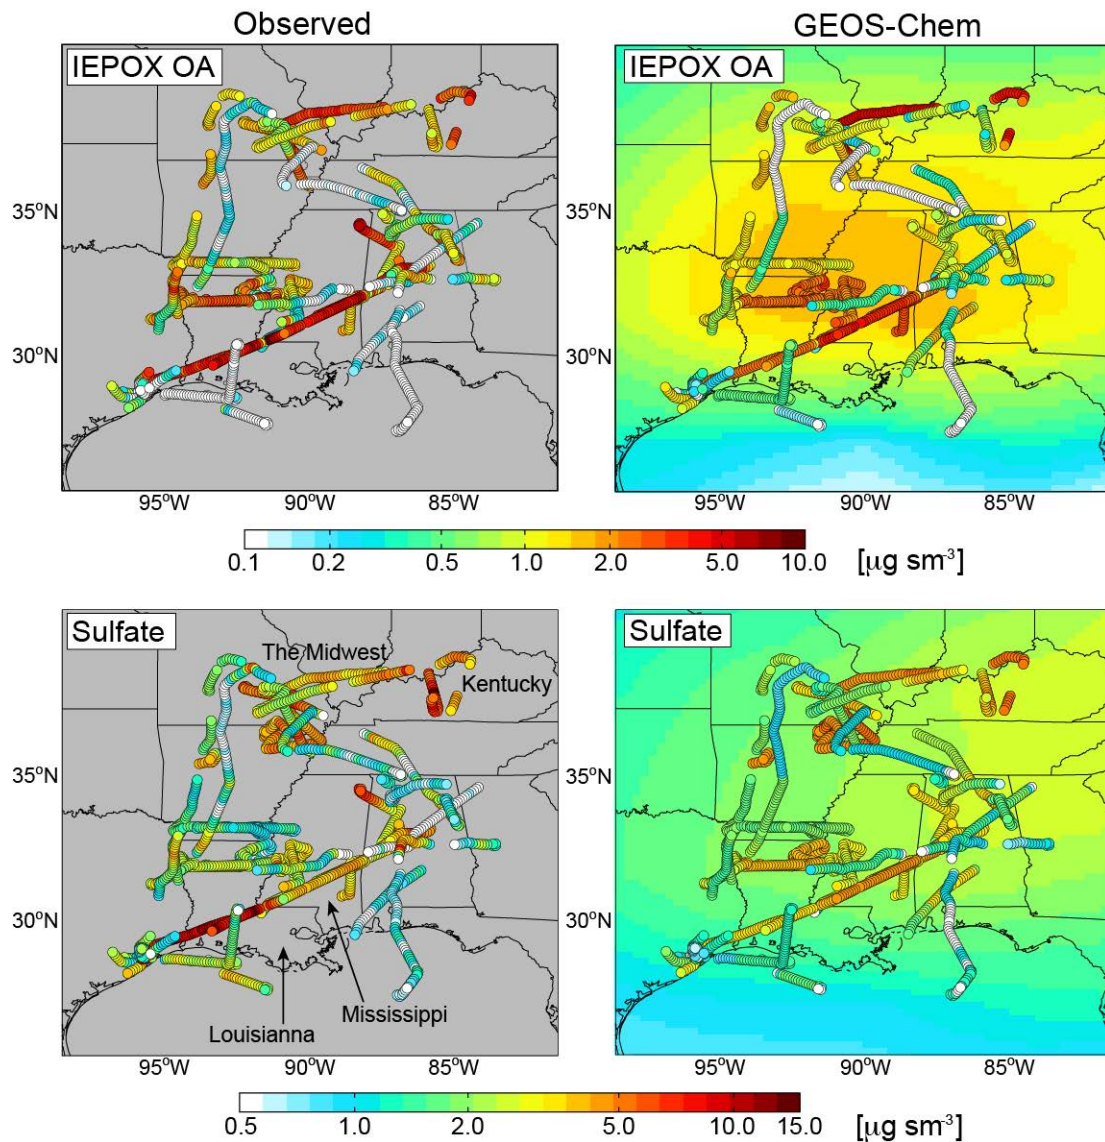 Observed GEOS-Chem
IEPOX OA IEPOX OA
35°N 35°N
30°N 30°N
95°W 90°W 85°W 95°W 90°W 85°W
0.1 0.2 0.5 1.0 2.0 5.0 10.0 [μg sm-3]
Sulfate Sulfate
The Midwest
Kentucky
35°N 35°N
30°N 30°N
Mississippi
Louisianna
95°W 90°W 85°W 95°W 90°W 85°W
0.5 1.0 2.0 5.0 10.0 15.0 [μg sm-3]